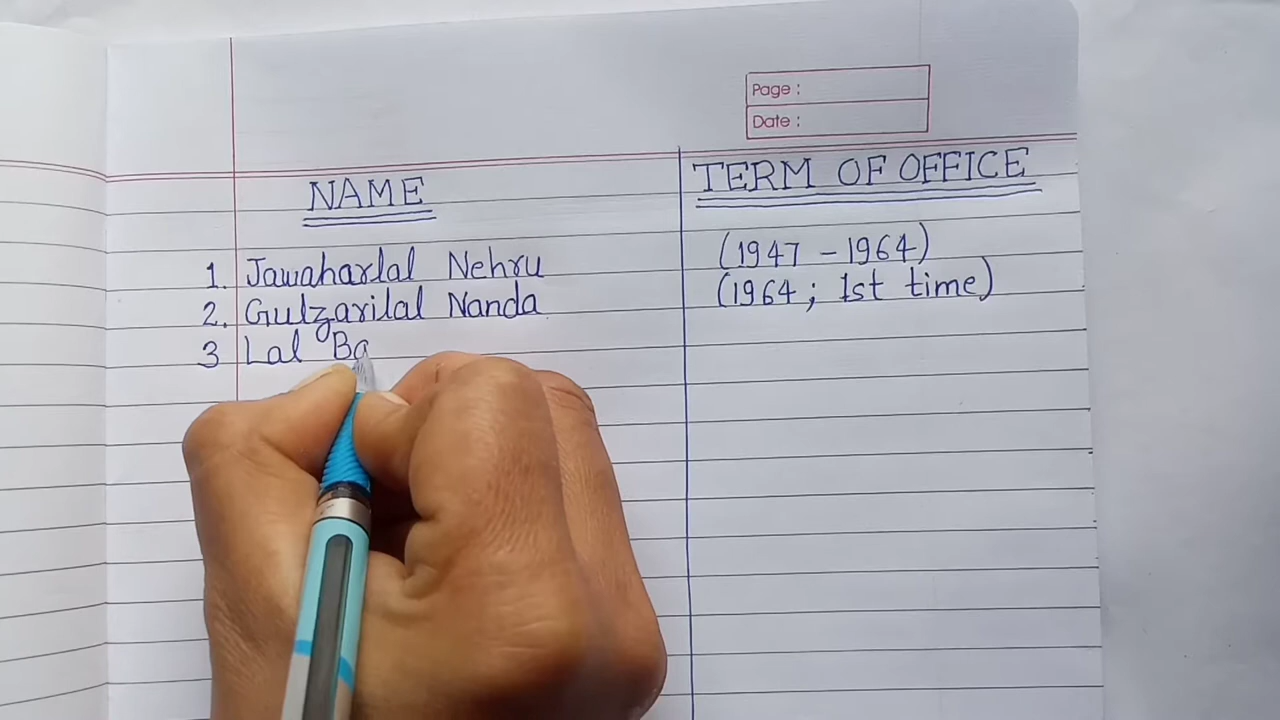 Page :
Date :
NAME
TERM OF OFFICE
1. Jawaharlal Nehru (1947 - 1964)
2. Gulzarilal Nanda (1964 ; 1st time)
3 Lal Ba